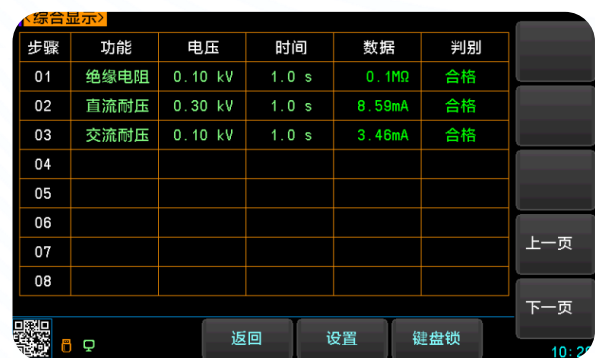 <综合显示>
步骤 功能 电压 时间 数据 判别
01 绝缘电阻 0.10 kV 1.0 s 0.1MΩ 合格
02 直流耐压 0.30 kV 1.0 s 8.59mA 合格
03 交流耐压 0.10 kV 1.0 s 3.46mA 合格
04
05
06
07
08
上一页
下一页
返回 设置 键盘锁